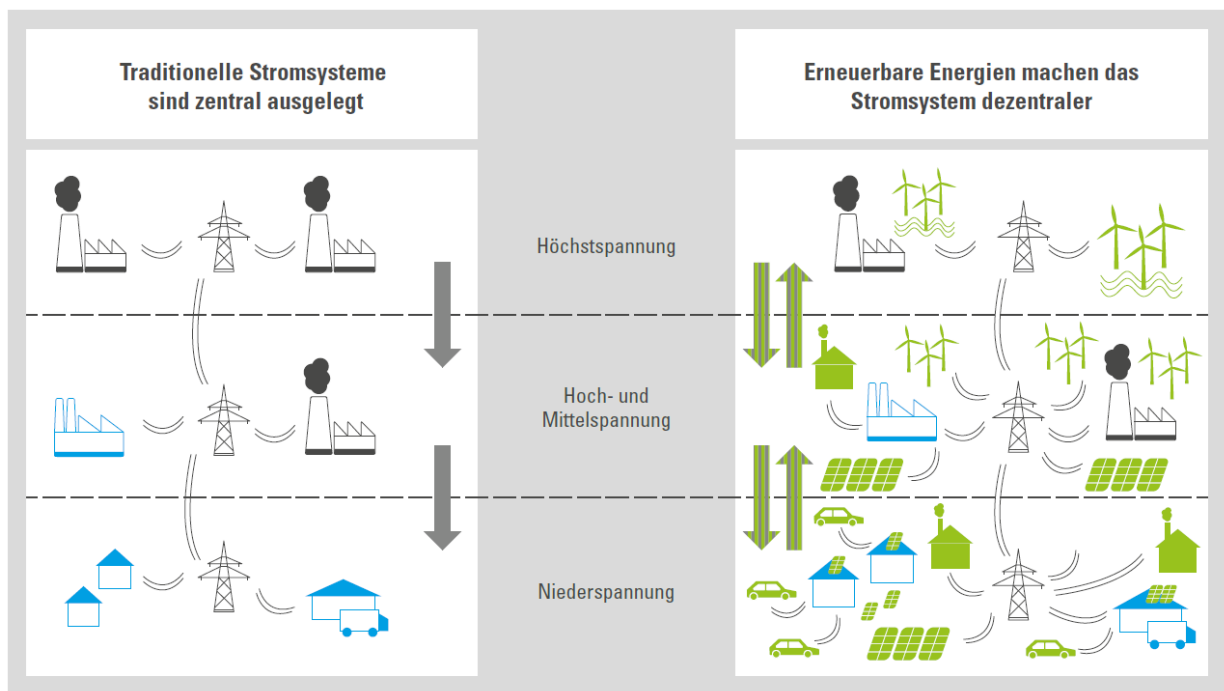 Traditionelle Stromsysteme
sind zentral ausgelegt
Erneuerbare Energien machen das
Stromsystem dezentraler
Höchstspannung
Hoch- und
Mittelspannung
Niederspannung